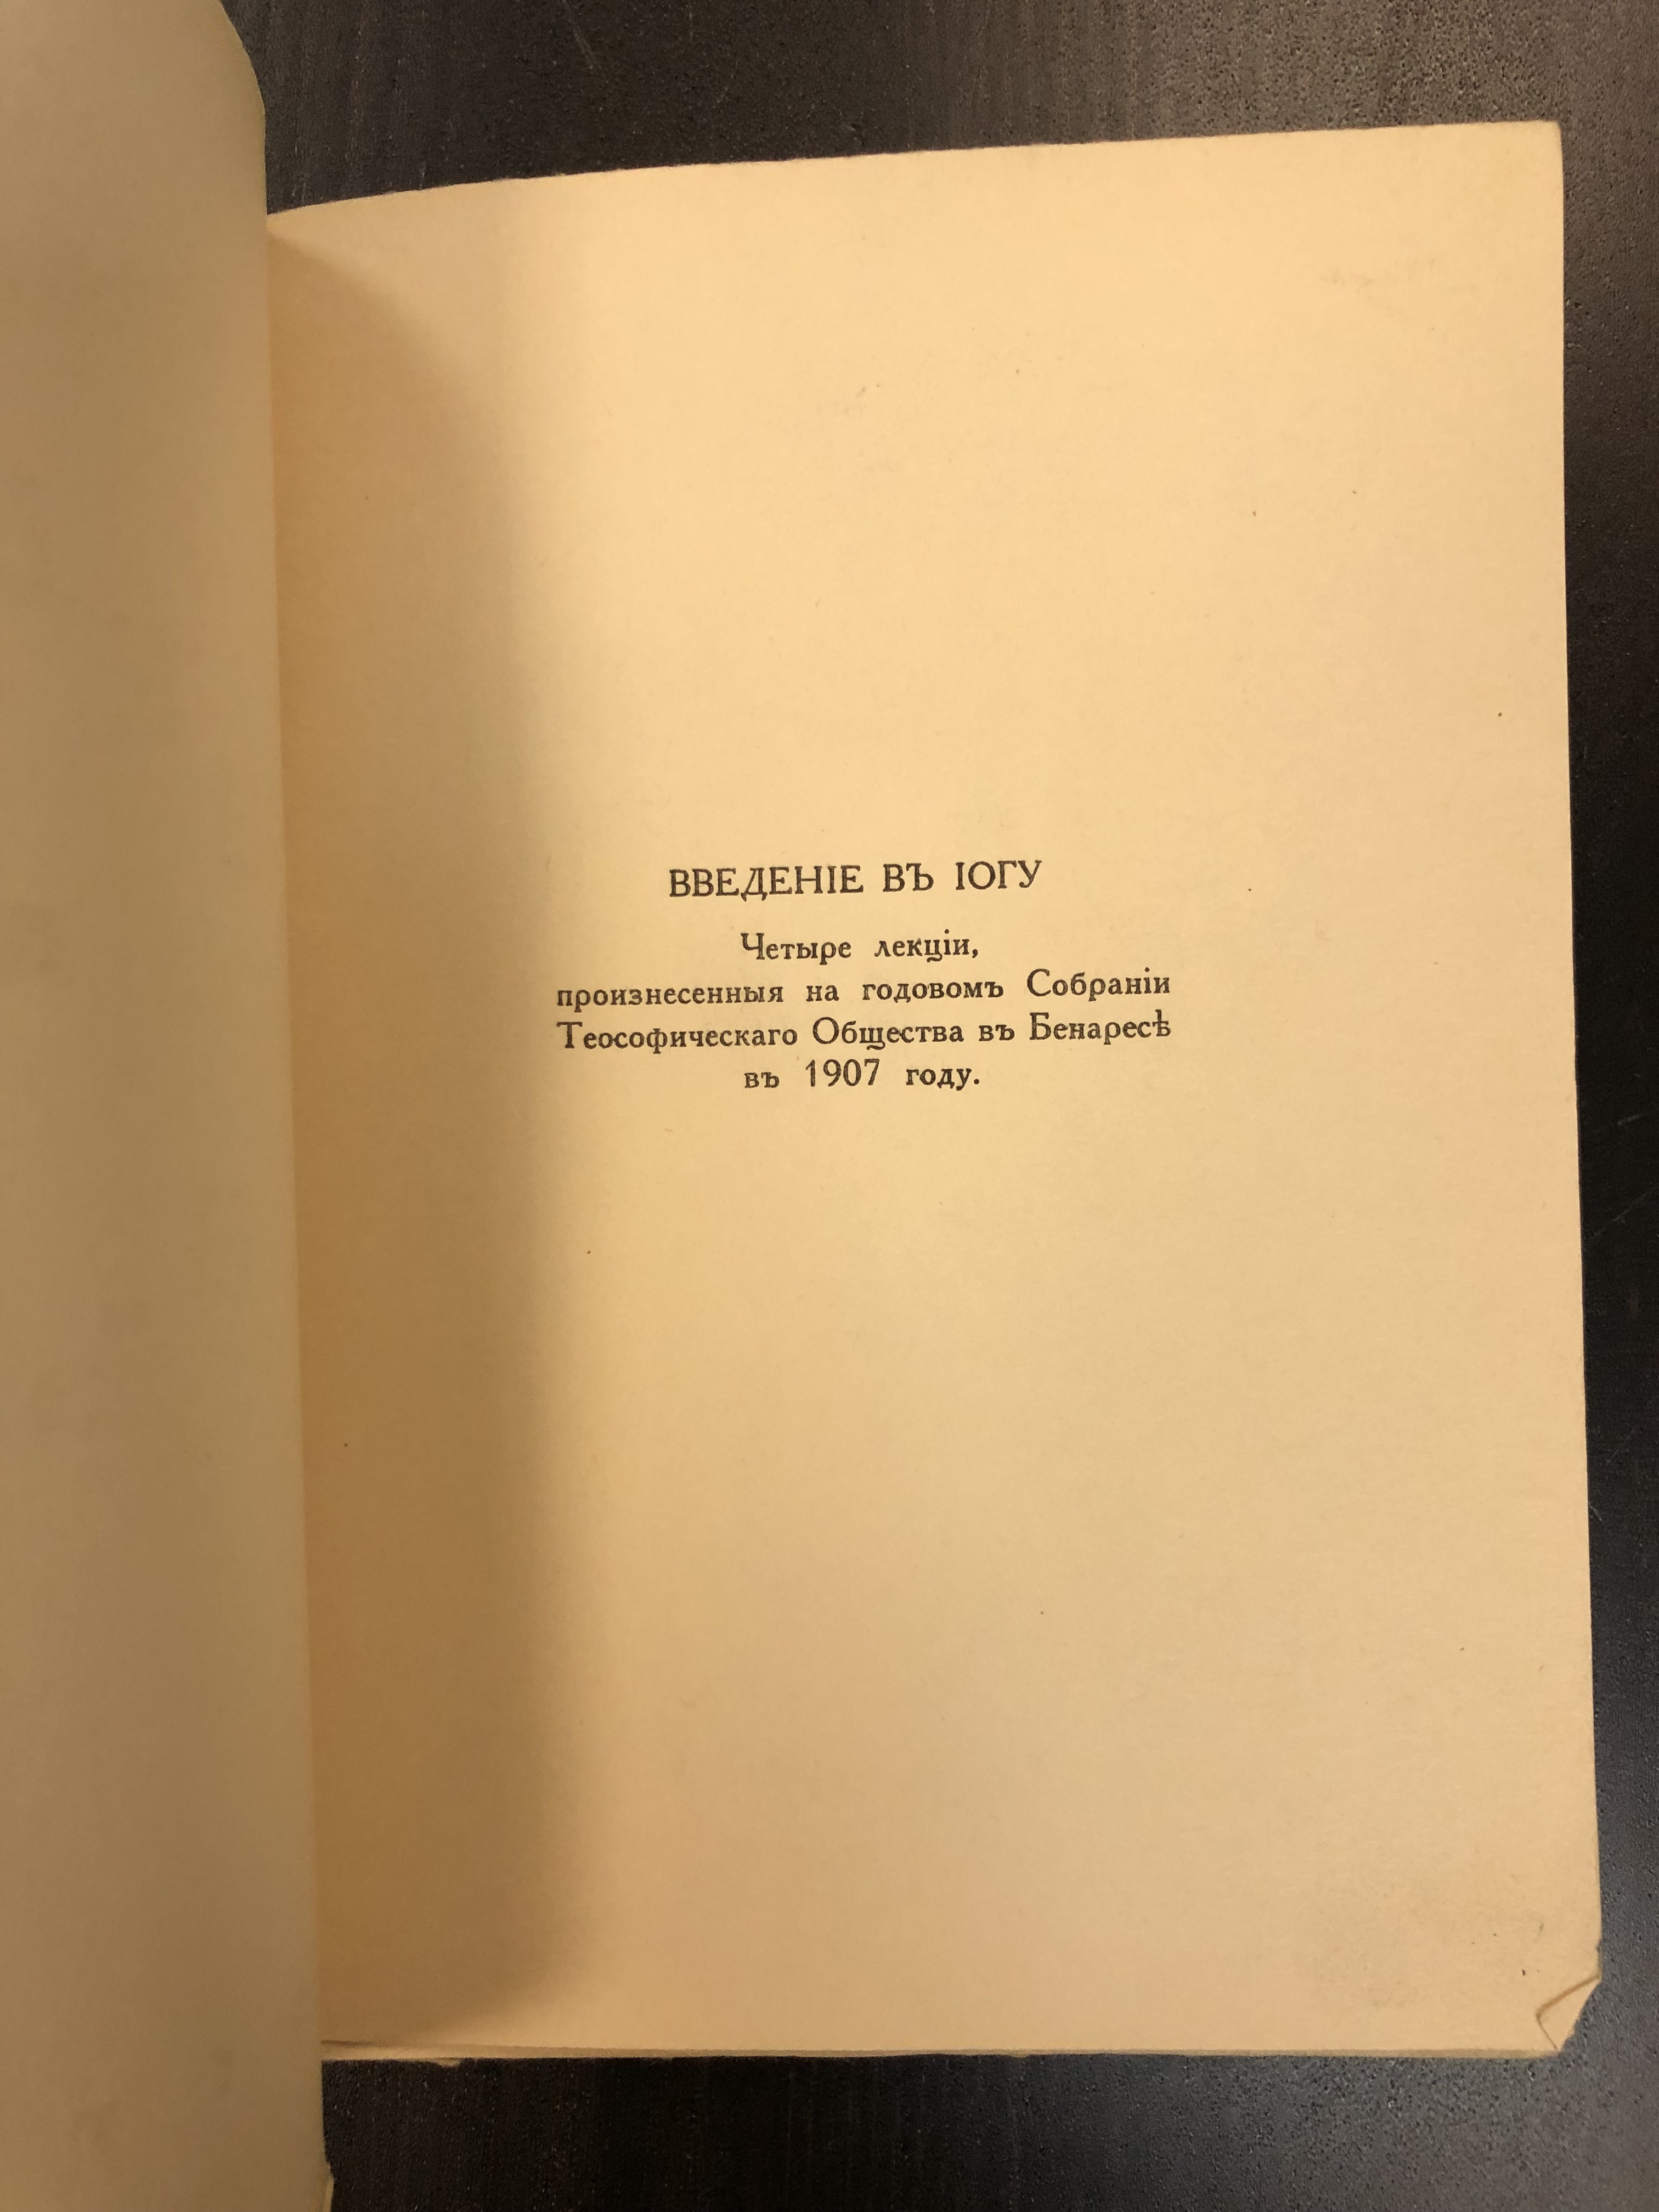 ВВЕДЕНІЕ ВЪ ІОГУ
Четыре лекціи,
произнесенныя на годовомъ Собраніи
Теософическаго Общества въ Бенаресѣ
въ 1907 году.